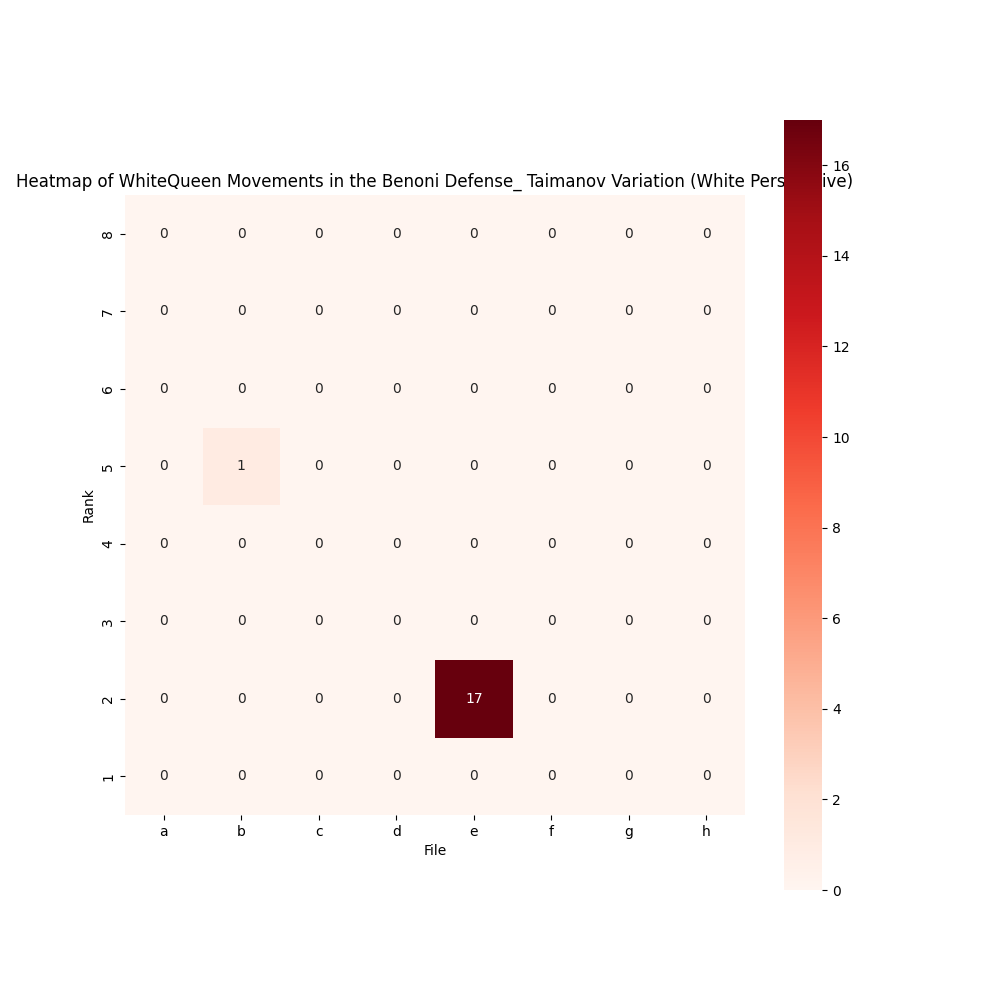 Heatmap of WhiteQueen Movements in the Benoni Defense_ Taimanov Variation (White Perspective)
8 0 0 0 0 0 0 0 0
7 0 0 0 0 0 0 0 0
6 0 0 0 0 0 0 0 0
5 0 1 0 0 0 0 0 0
4 0 0 0 0 0 0 0 0
3 0 0 0 0 0 0 0 0
2 0 0 0 0 17 0 0 0
1 0 0 0 0 0 0 0 0
a b c d e f g h
File
Rank
16
14
12
10
8
6
4
2
0